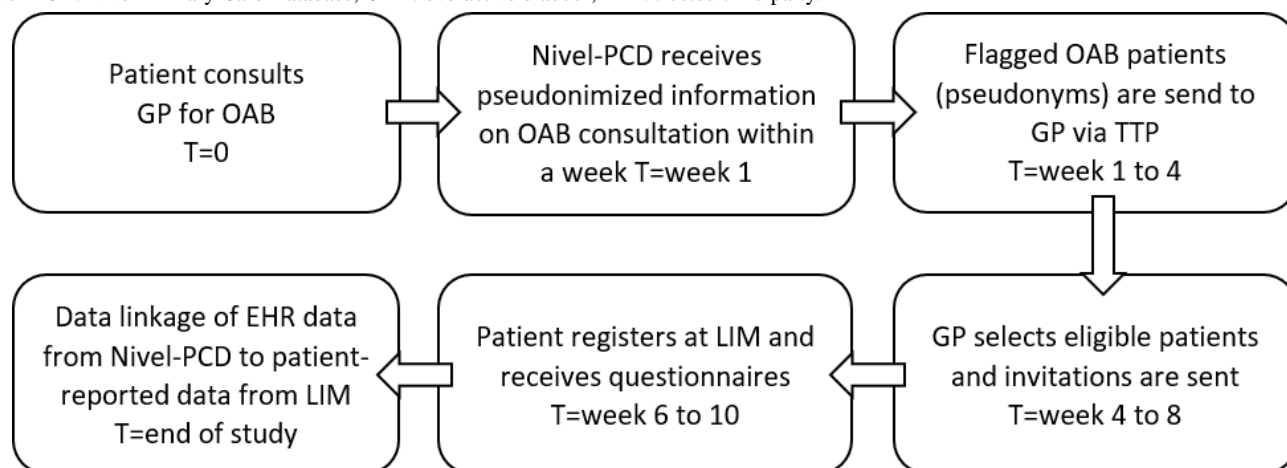 Patient consults
GP for OAB
T=0
Nivel-PCD receives
pseudonimized information
on OAB consultation within
a week T=week 1
Flagged OAB patients
(pseudonyms) are send to
GP via TTP
T=week 1 to 4
Data linkage of EHR data
from Nivel-PCD to patient-
reported data from LIM
T=end of study
Patient registers at LIM and
receives questionnaires
T=week 6 to 10
GP selects eligible patients
and invitations are sent
T=week 4 to 8